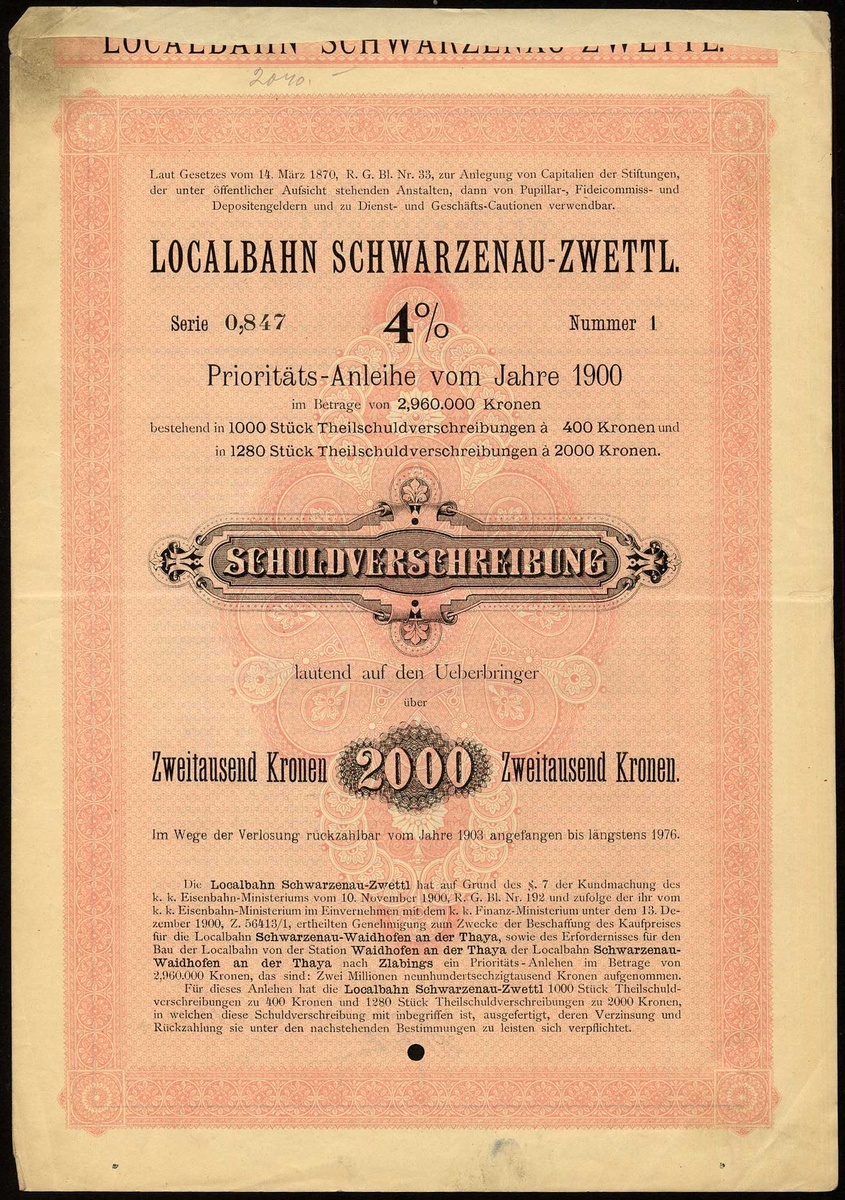 LOCALBAHN SCHWARZENAU-ZWETTL.
2040. —
Laut Gesetzes vom 14. März 1870, R. G. Bl. Nr. 33, zur Anlegung von Capitalien der Stiftungen,
der unter öffentlicher Aufsicht stehenden Anstalten, dann von Pupillar-, Fideicommiss- und
Depositengeldern und zu Dienst- und Geschäfts-Cautionen verwendbar.
LOCALBAHN SCHWARZENAU-ZWETTL.
Serie 0,847 4% Nummer 1
Prioritäts-Anleihe vom Jahre 1900
im Betrage von 2,960.000 Kronen
bestehend in 1000 Stück Theilschuldverschreibungen à 400 Kronen und
in 1280 Stück Theilschuldverschreibungen à 2000 Kronen.
SCHULDVERSCHREIBUNG
lautend auf den Ueberbringer
über
Zweitausend Kronen 2000 Zweitausend Kronen.
Im Wege der Verlosung rückzahlbar vom Jahre 1903 angefangen bis längstens 1976.
Die Localbahn Schwarzenau-Zwettl hat auf Grund des §. 7 der Kundmachung des
k. k. Eisenbahn-Ministeriums vom 10. November 1900, R. G. Bl. Nr. 192 und zufolge der ihr vom
k. k. Eisenbahn-Ministerium im Einvernehmen mit dem k. k. Finanz-Ministerium unter dem 13. De-
zember 1900, Z. 56413/1, ertheilten Genehmigung zum Zwecke der Beschaffung des Kaufpreises
für die Localbahn Schwarzenau-Waidhofen an der Thaya, sowie des Erfordernisses für den
Bau der Localbahn von der Station Waidhofen an der Thaya der Localbahn Schwarzenau-
Waidhofen an der Thaya nach Zlabings ein Prioritäts-Anlehen im Betrage von
2,960.000 Kronen, das sind: Zwei Millionen neunhundertsechzigtausend Kronen aufgenommen.
Für dieses Anlehen hat die Localbahn Schwarzenau-Zwettl 1000 Stück Theilschuld-
verschreibungen zu 400 Kronen und 1280 Stück Theilschuldverschreibungen zu 2000 Kronen,
in welchen diese Schuldverschreibung mit inbegriffen ist, ausgefertigt, deren Verzinsung und
Rückzahlung sie unter den nachstehenden Bestimmungen zu leisten sich verpflichtet.